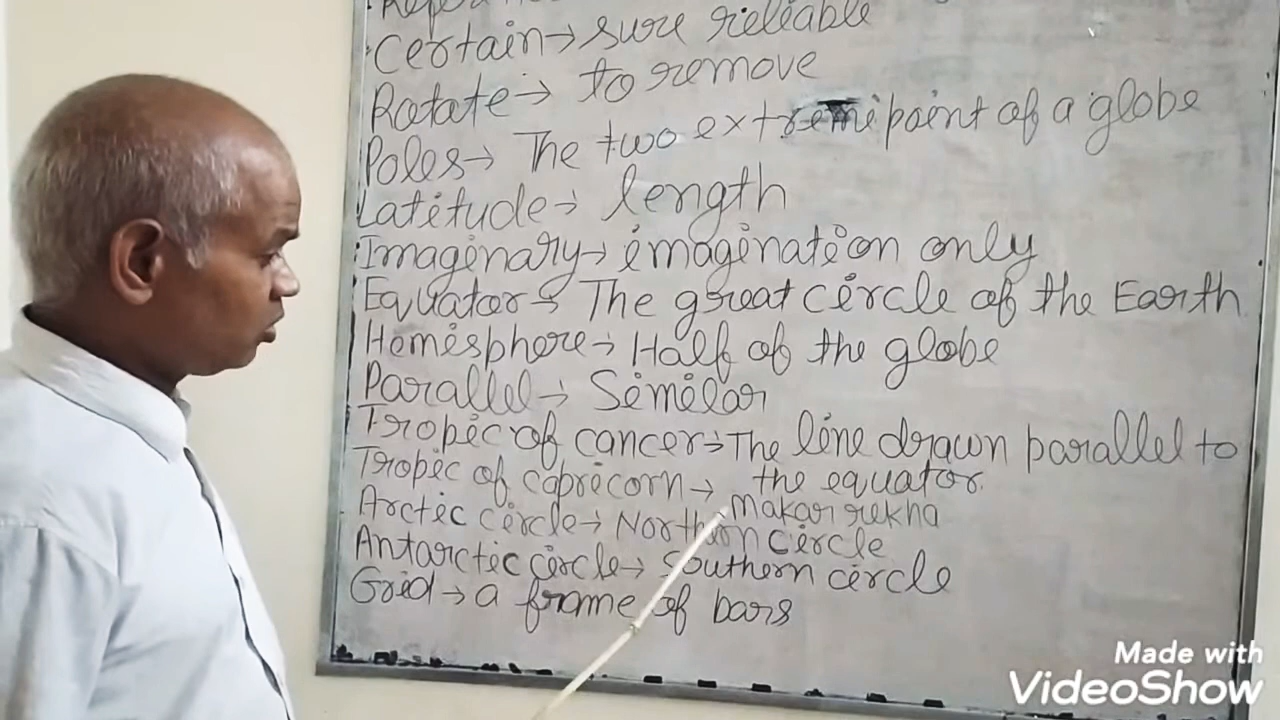 Certain→ sure reliable
Rotate→ to remove
Poles→ The two extremi point of a globe
Latitude→ length
Imaginary→ imagination only
Equator→ The great circle of the Earth
Hemisphere→ Half of the globe
Parallel→ Similar
Tropic of cancer→ The line drawn parallel to
the equator.
Tropic of capricorn→ Makar rekha
Arctic circle→ Northern circle
Antarctic circle→ Southern circle
Grid→ a frame of bars
Made with
VideoShow